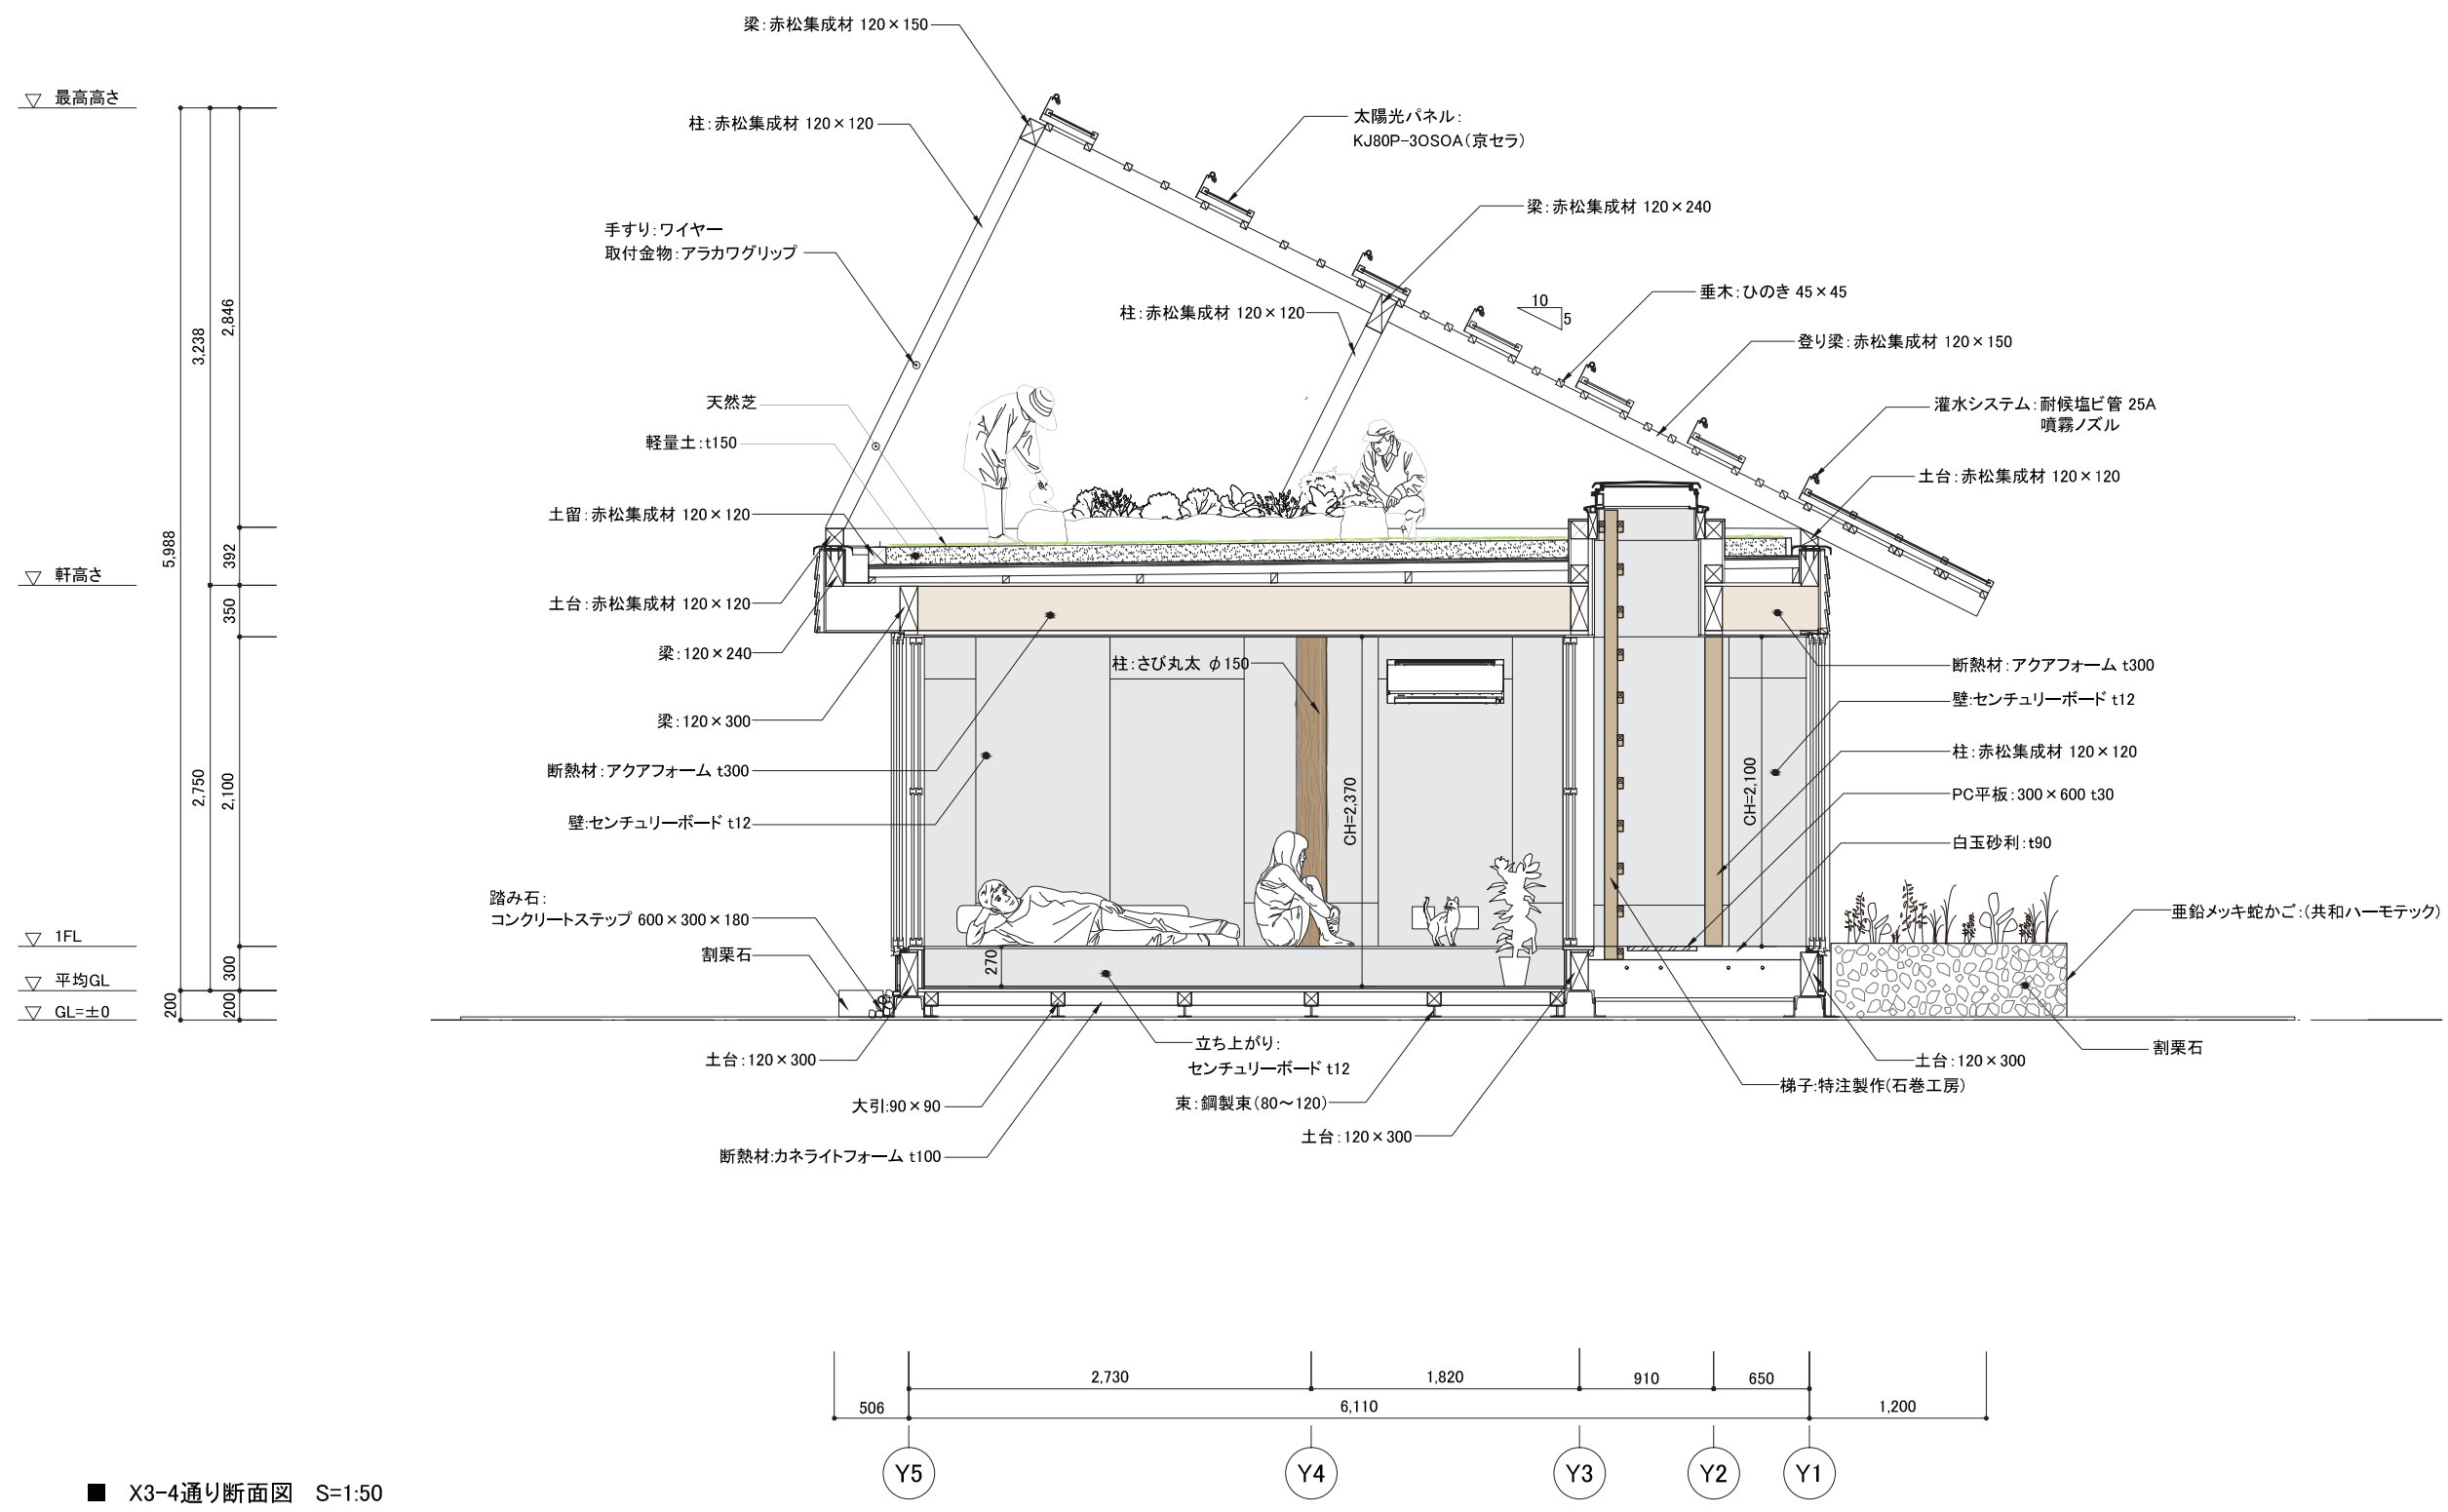 梁：赤松集成材 120×150
最高高さ
柱：赤松集成材 120×120
太陽光パネル：
KJ80P-3OSOA（京セラ）
手すり：ワイヤー
取付金物：アラカワグリップ
梁：赤松集成材 120×240
柱：赤松集成材 120×120
10
5
垂木：ひのき 45×45
登り梁：赤松集成材 120×150
天然芝
軽量土：t150
灌水システム：耐候塩ビ管 25A
噴霧ノズル
土台：赤松集成材 120×120
土留：赤松集成材 120×120
軒高さ
土台：赤松集成材 120×120
梁：120×240
梁：120×300
断熱材：アクアフォーム t300
壁:センチュリーボード t12
柱：さび丸太 φ150
CH=2,370
CH=2,100
断熱材：アクアフォーム t300
壁:センチュリーボード t12
柱：赤松集成材 120×120
PC平板：300×600 t30
白玉砂利：t90
亜鉛メッキ蛇かご：（共和ハーモテック）
踏み石：
コンクリートステップ 600×300×180
割栗石
1FL
平均GL
GL=±0
270
5,988
3,238
2,846
392
350
2,750
2,100
300
200
200
土台：120×300
大引:90×90
断熱材:カネライトフォーム t100
立ち上がり：
センチュリーボード t12
束：鋼製束（80～120）
土台：120×300
梯子:特注製作(石巻工房)
土台：120×300
割栗石
2,730
1,820
910
650
506
6,110
1,200
Y5
Y4
Y3
Y2
Y1
■ X3-4通り断面図 S=1:50